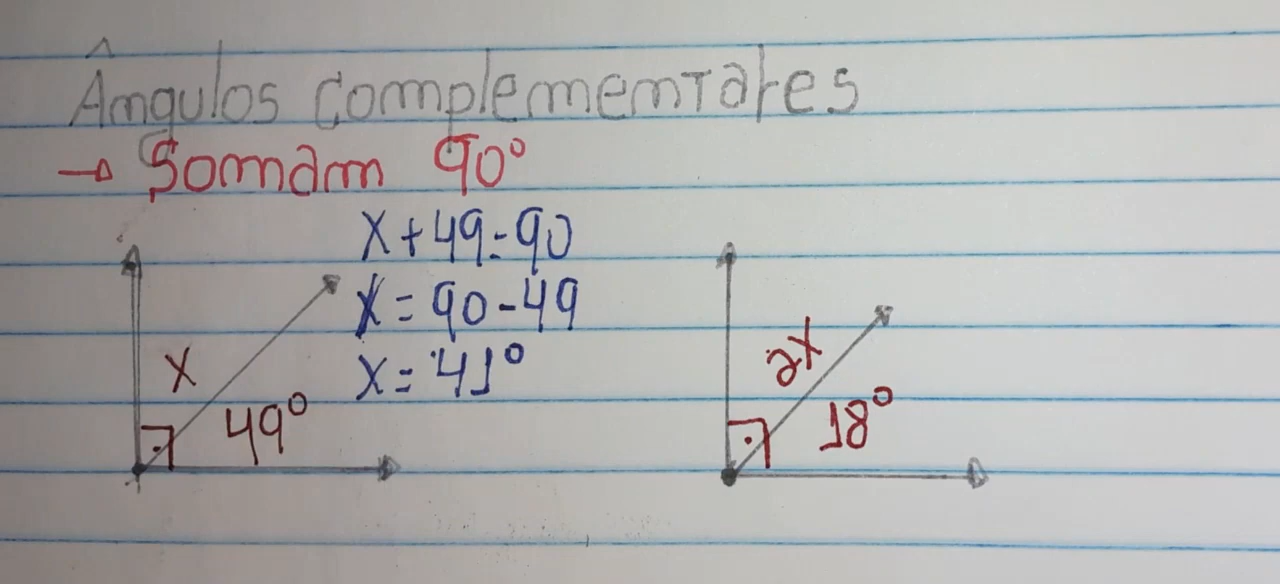 Ângulos complementares
→ Somam 90°
x + 49 = 90
x = 90 - 49
x = 41°
x
49°
2x
18°